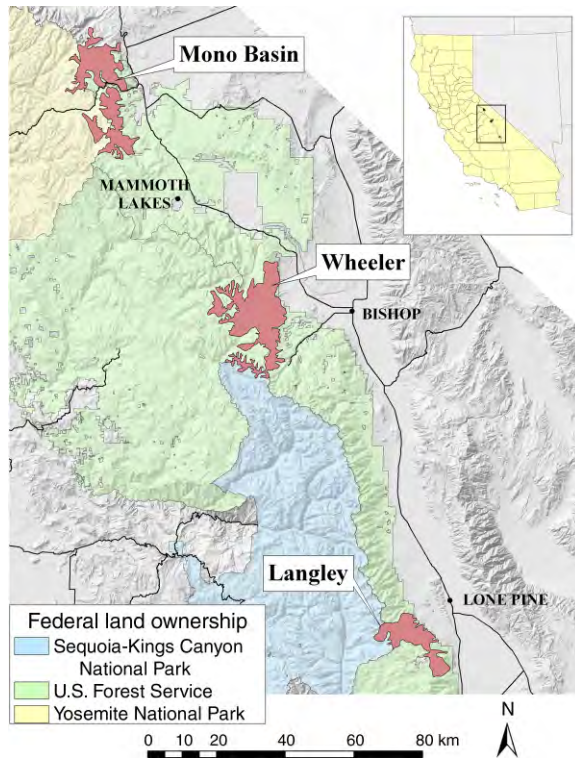 Mono Basin
MAMMOTH
LAKES
Wheeler
BISHOP
Langley
LONE PINE
Federal land ownership
Sequoia-Kings Canyon
National Park
U.S. Forest Service
Yosemite National Park
N
0 20 40 60 80 km